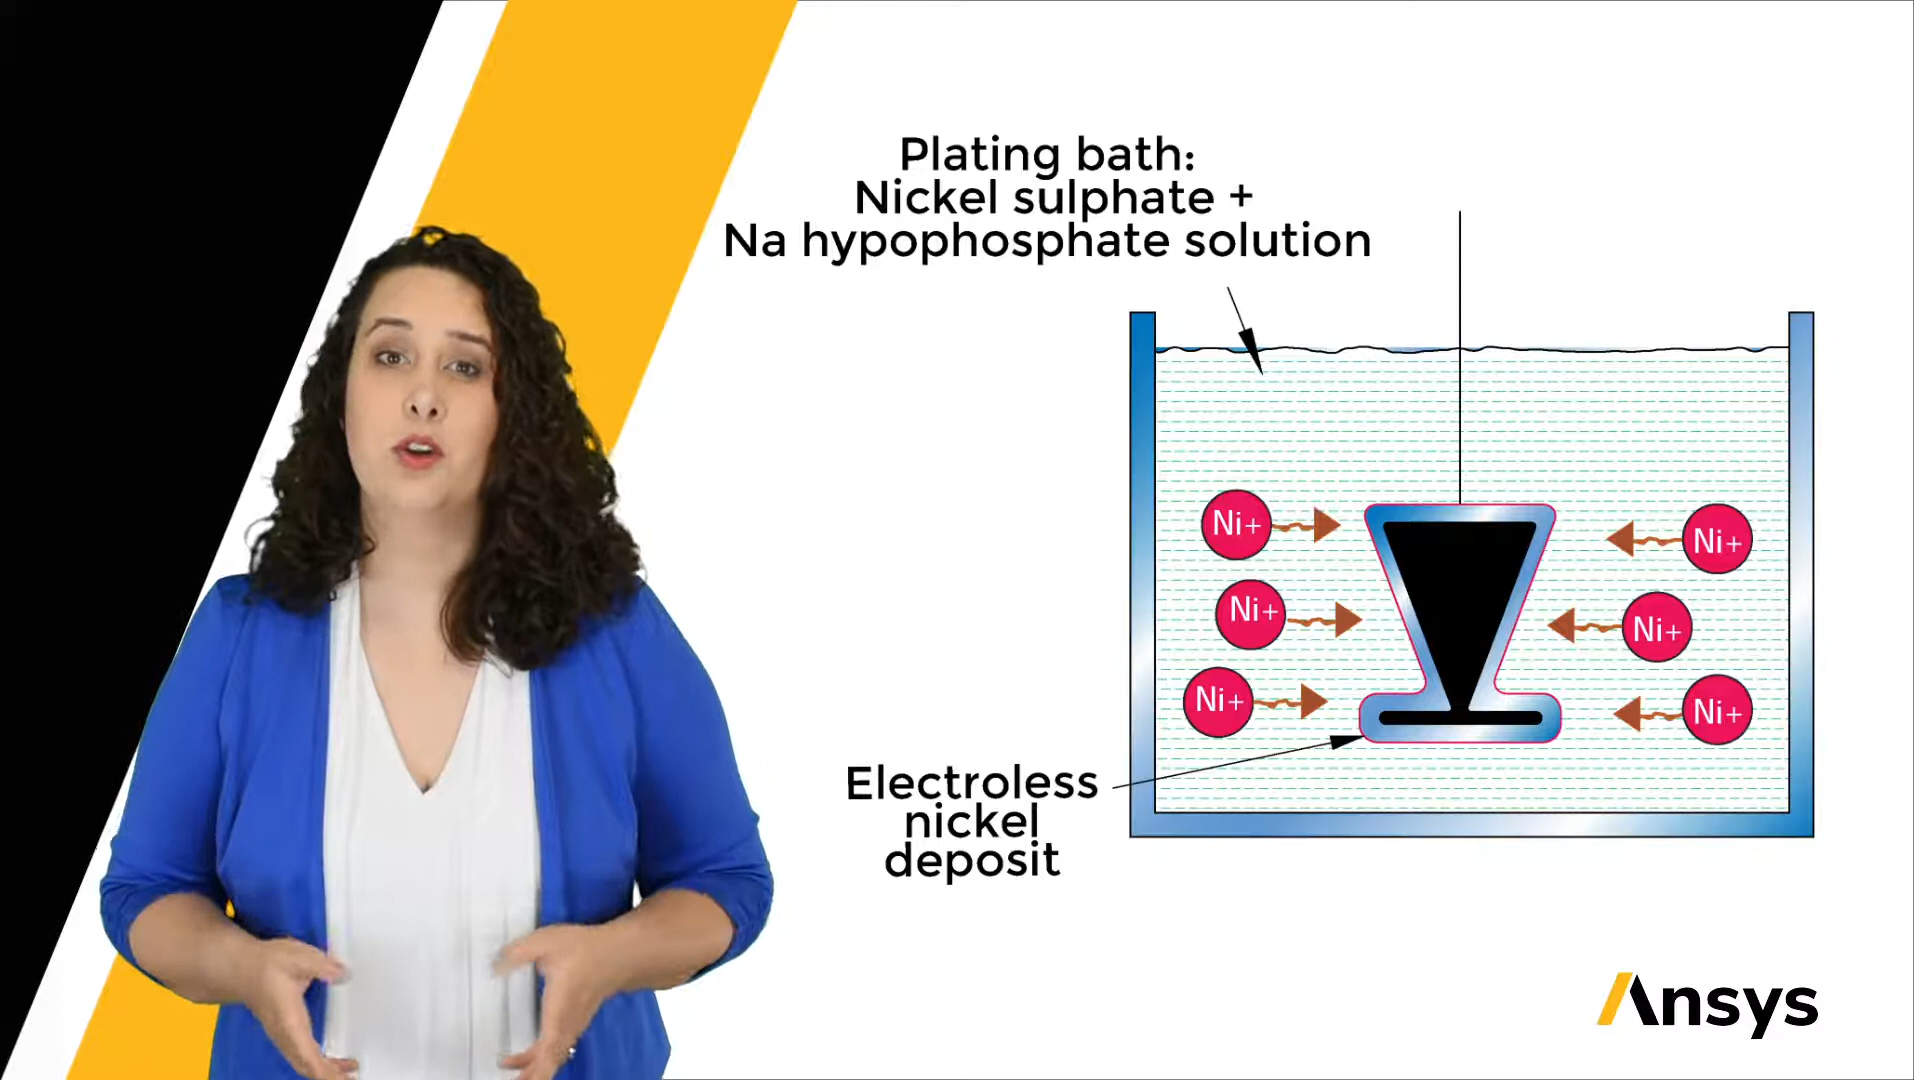 Plating bath:
Nickel sulphate +
Na hypophosphate solution
Ni+
Ni+
Ni+
Ni+
Ni+
Ni+
Electroless
nickel
deposit
Ansys